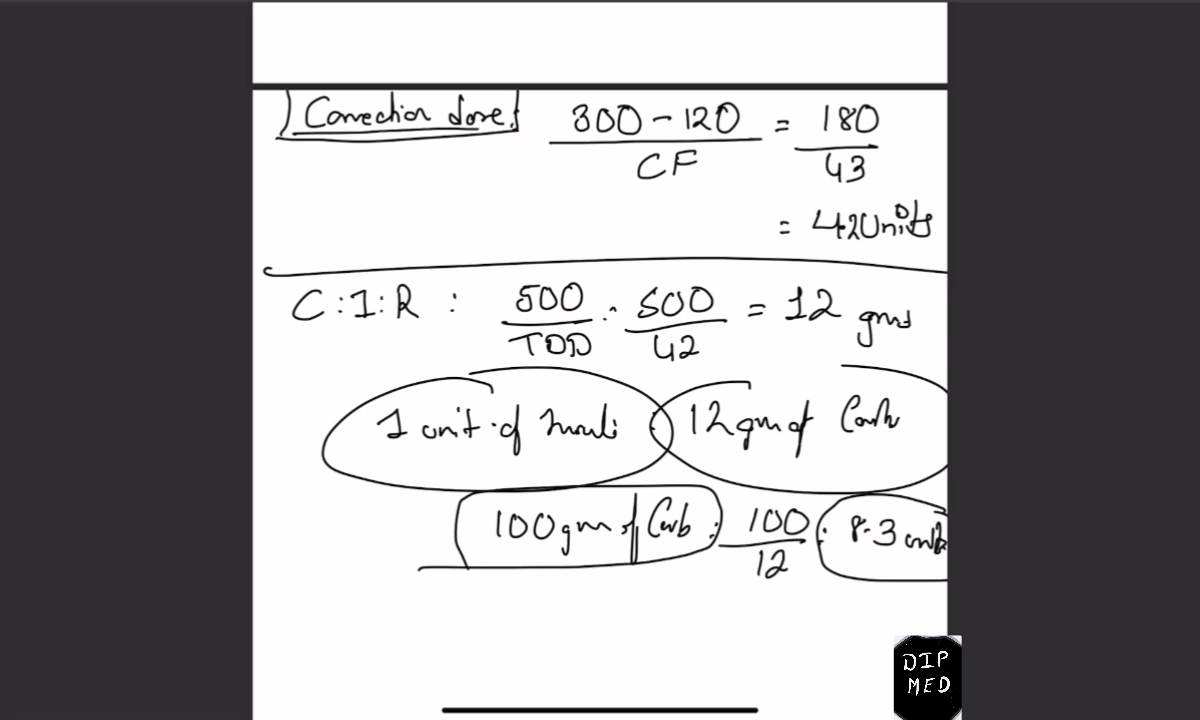 Correction dose:
300 - 120 / CF = 180 / 43
= 4.2 Units
C : I : R : 500 / TDD : 500 / 42 = 12 gms
1 unit of Insuli : 12 gm of Carb
100 gm of Carb : 100 / 12 : 8.3 units
DIP
MED